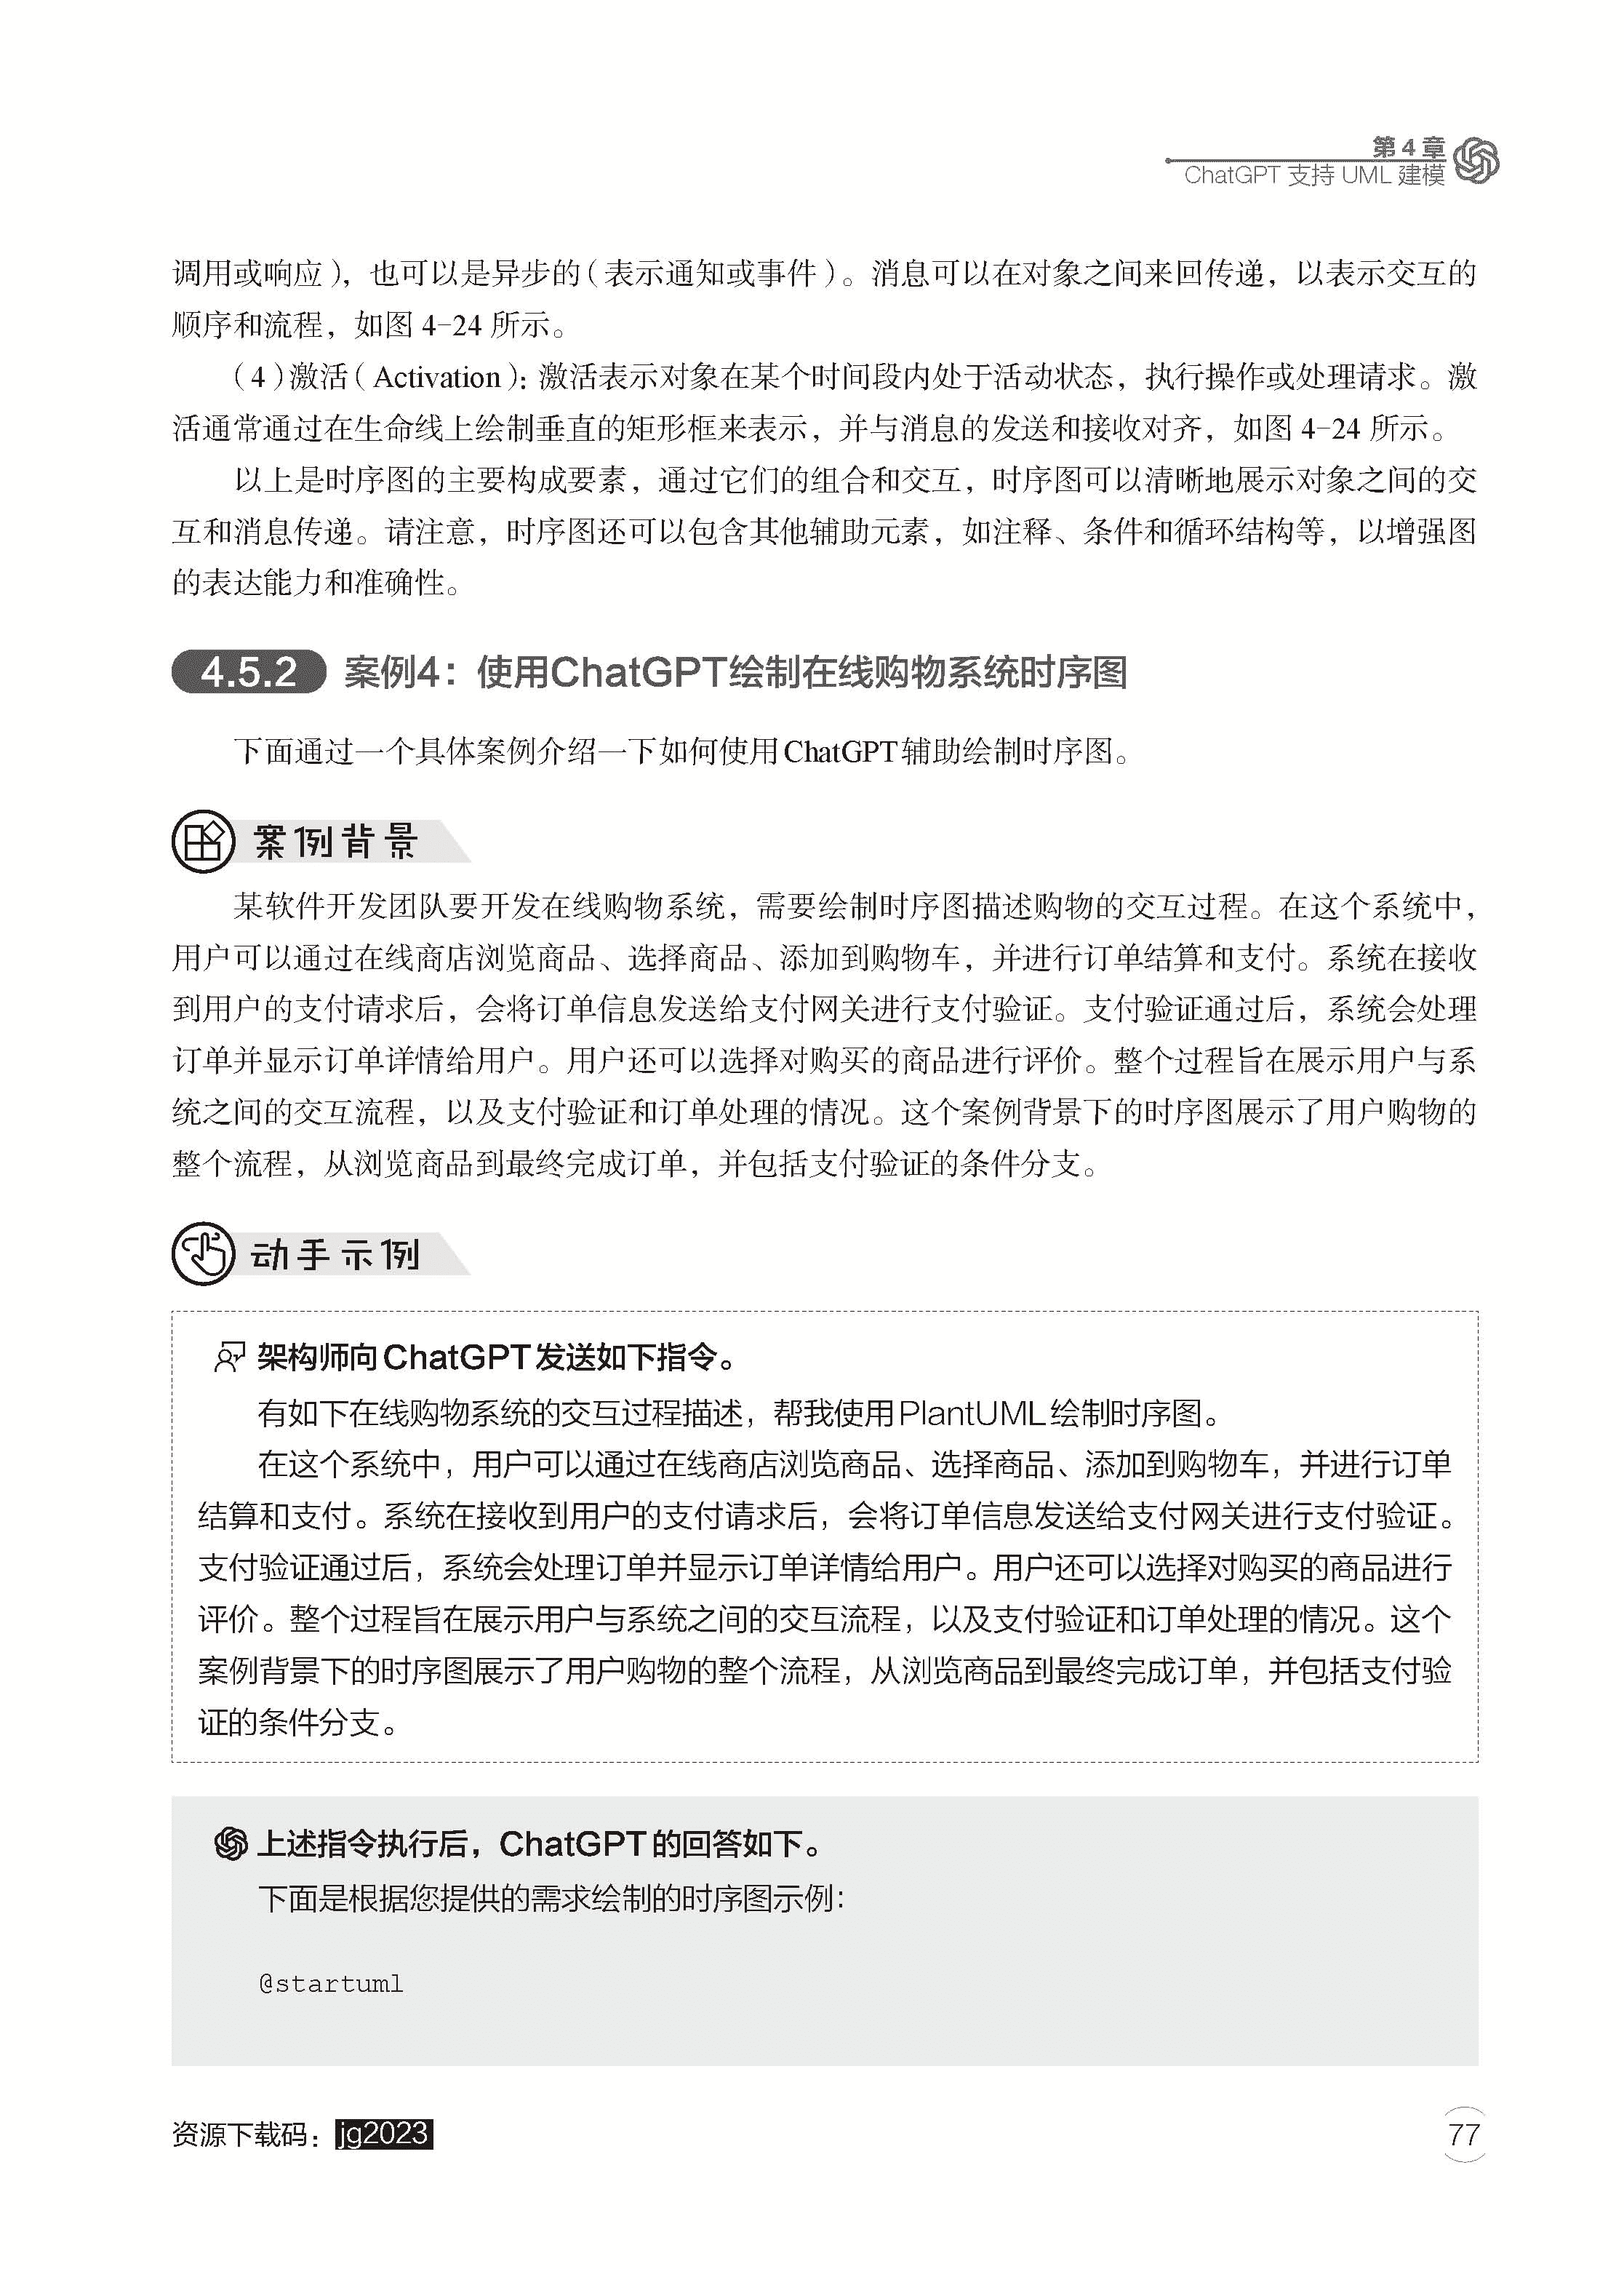 第4章
ChatGPT 支持 UML 建模
调用或响应），也可以是异步的（表示通知或事件）。消息可以在对象之间来回传递，以表示交互的
顺序和流程，如图 4-24 所示。
（4）激活（Activation）：激活表示对象在某个时间段内处于活动状态，执行操作或处理请求。激
活通常通过在生命线上绘制垂直的矩形框来表示，并与消息的发送和接收对齐，如图 4-24 所示。
以上是时序图的主要构成要素，通过它们的组合和交互，时序图可以清晰地展示对象之间的交
互和消息传递。请注意，时序图还可以包含其他辅助元素，如注释、条件和循环结构等，以增强图
的表达能力和准确性。
4.5.2 案例4：使用ChatGPT绘制在线购物系统时序图
下面通过一个具体案例介绍一下如何使用ChatGPT辅助绘制时序图。
案例背景
某软件开发团队要开发在线购物系统，需要绘制时序图描述购物的交互过程。在这个系统中，
用户可以通过在线商店浏览商品、选择商品、添加到购物车，并进行订单结算和支付。系统在接收
到用户的支付请求后，会将订单信息发送给支付网关进行支付验证。支付验证通过后，系统会处理
订单并显示订单详情给用户。用户还可以选择对购买的商品进行评价。整个过程旨在展示用户与系
统之间的交互流程，以及支付验证和订单处理的情况。这个案例背景下的时序图展示了用户购物的
整个流程，从浏览商品到最终完成订单，并包括支付验证的条件分支。
动手示例
架构师向ChatGPT发送如下指令。
有如下在线购物系统的交互过程描述，帮我使用PlantUML绘制时序图。
在这个系统中，用户可以通过在线商店浏览商品、选择商品、添加到购物车，并进行订单
结算和支付。系统在接收到用户的支付请求后，会将订单信息发送给支付网关进行支付验证。
支付验证通过后，系统会处理订单并显示订单详情给用户。用户还可以选择对购买的商品进行
评价。整个过程旨在展示用户与系统之间的交互流程，以及支付验证和订单处理的情况。这个
案例背景下的时序图展示了用户购物的整个流程，从浏览商品到最终完成订单，并包括支付验
证的条件分支。
上述指令执行后，ChatGPT的回答如下。
下面是根据您提供的需求绘制的时序图示例：
@startuml
资源下载码：jg2023
77